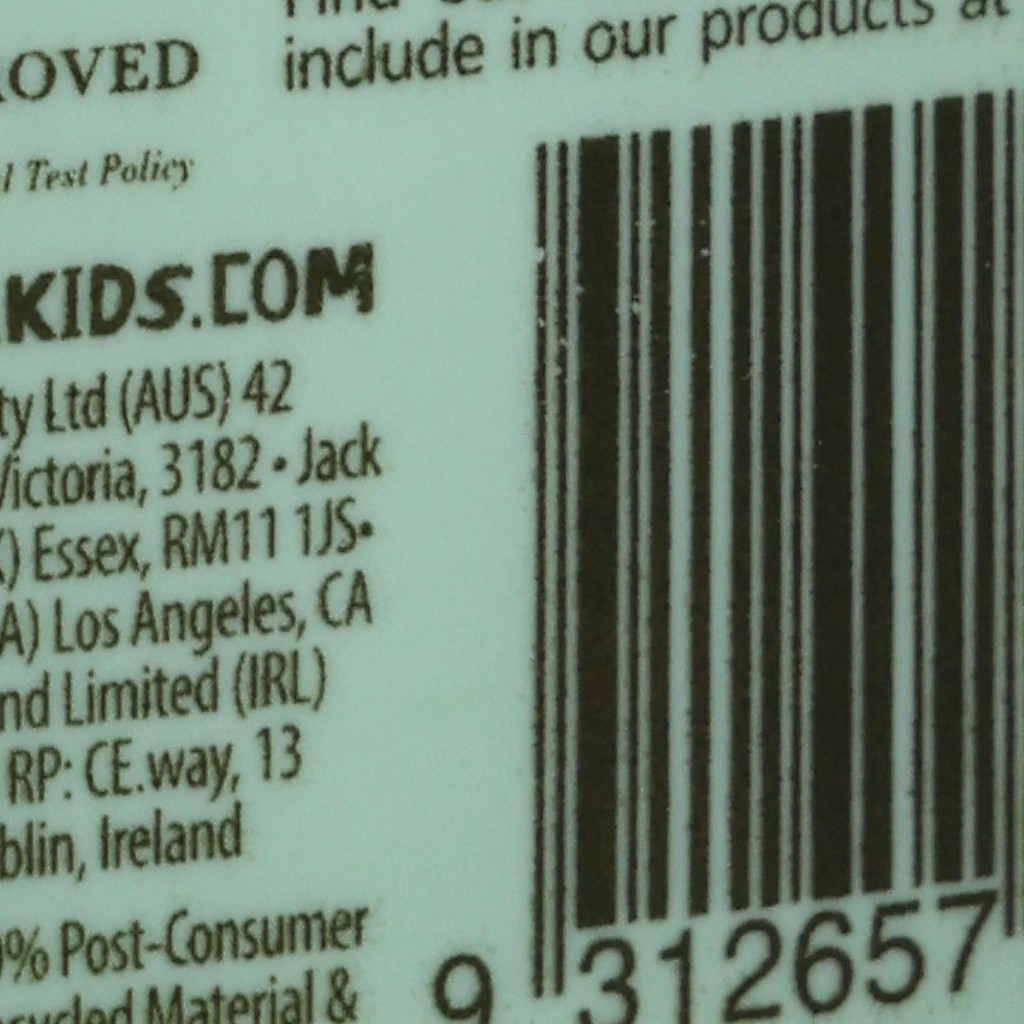 include in our products at
OVED
Test Policy
KIDS.COM
ty Ltd (AUS) 42
Victoria, 3182 • Jack
) Essex, RM11 1JS•
A) Los Angeles, CA
nd Limited (IRL)
RP: CE.way, 13
blin, Ireland
% Post-Consumer
Material &
9 312657